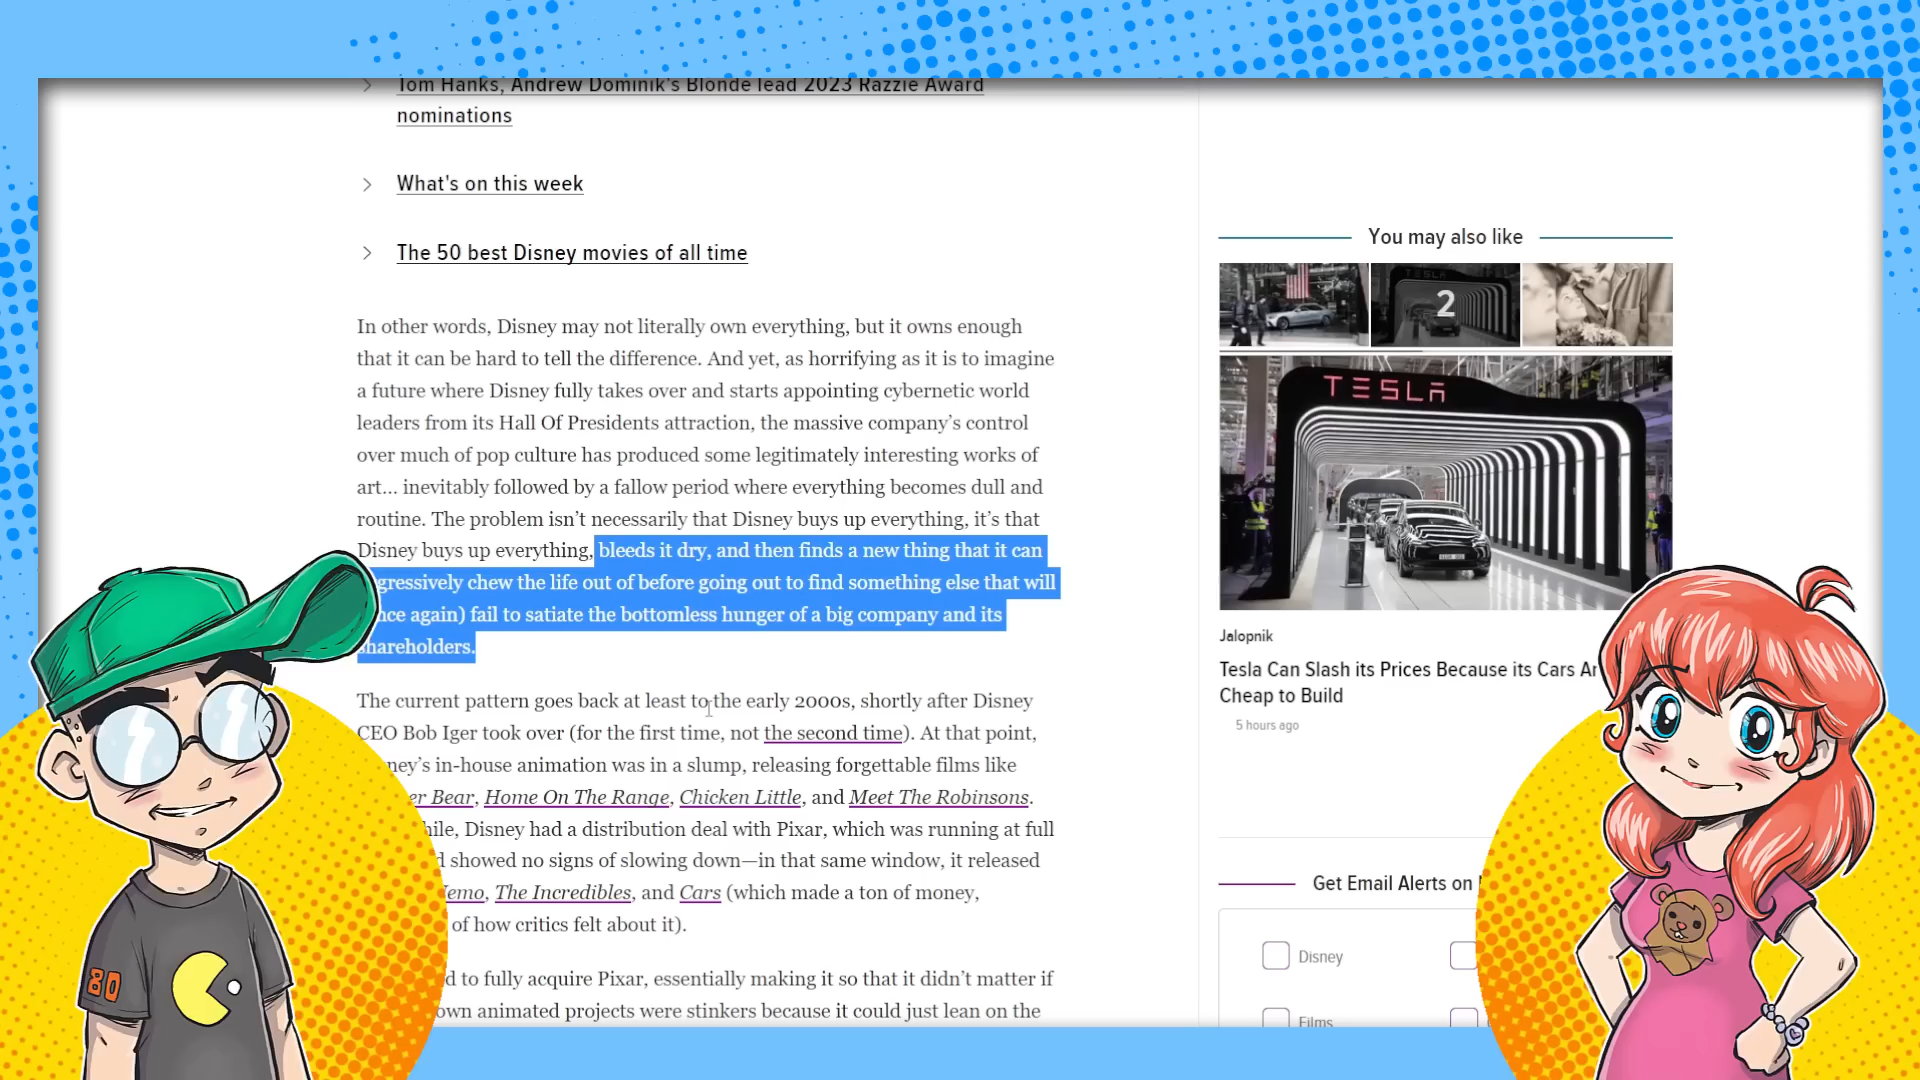 Tom Hanks, Andrew Dominik's Blonde lead 2023 Razzie Award
nominations
What's on this week
The 50 best Disney movies of all time
In other words, Disney may not literally own everything, but it owns enough
that it can be hard to tell the difference. And yet, as horrifying as it is to imagine
a future where Disney fully takes over and starts appointing cybernetic world
leaders from its Hall Of Presidents attraction, the massive company’s control
over much of pop culture has produced some legitimately interesting works of
art... inevitably followed by a fallow period where everything becomes dull and
routine. The problem isn’t necessarily that Disney buys up everything, it’s that
Disney buys up everything, bleeds it dry, and then finds a new thing that it can
gressively chew the life out of before going out to find something else that will
nce again) fail to satiate the bottomless hunger of a big company and its
shareholders.
The current pattern goes back at least to the early 2000s, shortly after Disney
CEO Bob Iger took over (for the first time, not the second time). At that point,
ney’s in-house animation was in a slump, releasing forgettable films like
er Bear, Home On The Range, Chicken Little, and Meet The Robinsons.
hile, Disney had a distribution deal with Pixar, which was running at full
d showed no signs of slowing down—in that same window, it released
Nemo, The Incredibles, and Cars (which made a ton of money,
of how critics felt about it).
d to fully acquire Pixar, essentially making it so that it didn’t matter if
own animated projects were stinkers because it could just lean on the
You may also like
TESLA
2
TESLA
Jalopnik
Tesla Can Slash its Prices Because its Cars Ar
Cheap to Build
5 hours ago
Get Email Alerts on
Disney
Films
80